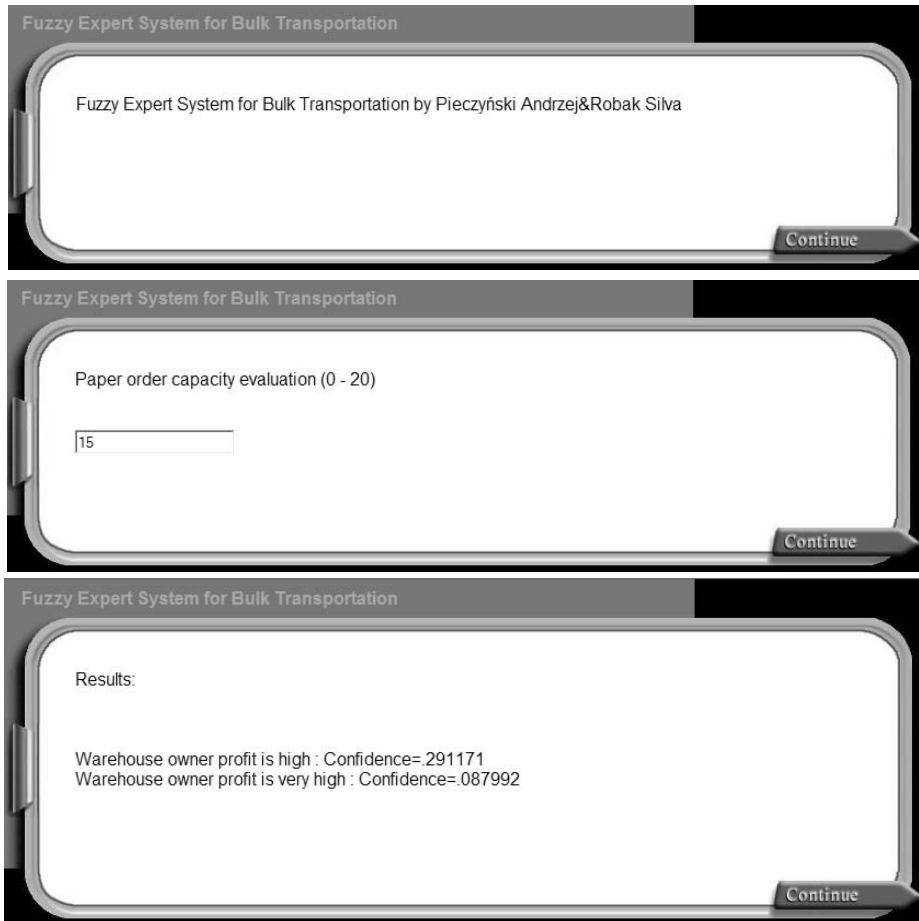 Fuzzy Expert System for Bulk Transportation
Fuzzy Expert System for Bulk Transportation by Pieczyński Andrzej&Robak Silva
Continue
Fuzzy Expert System for Bulk Transportation
Paper order capacity evaluation (0 - 20)
15
Continue
Fuzzy Expert System for Bulk Transportation
Results:
Warehouse owner profit is high : Confidence=.291171
Warehouse owner profit is very high : Confidence=.087992
Continue